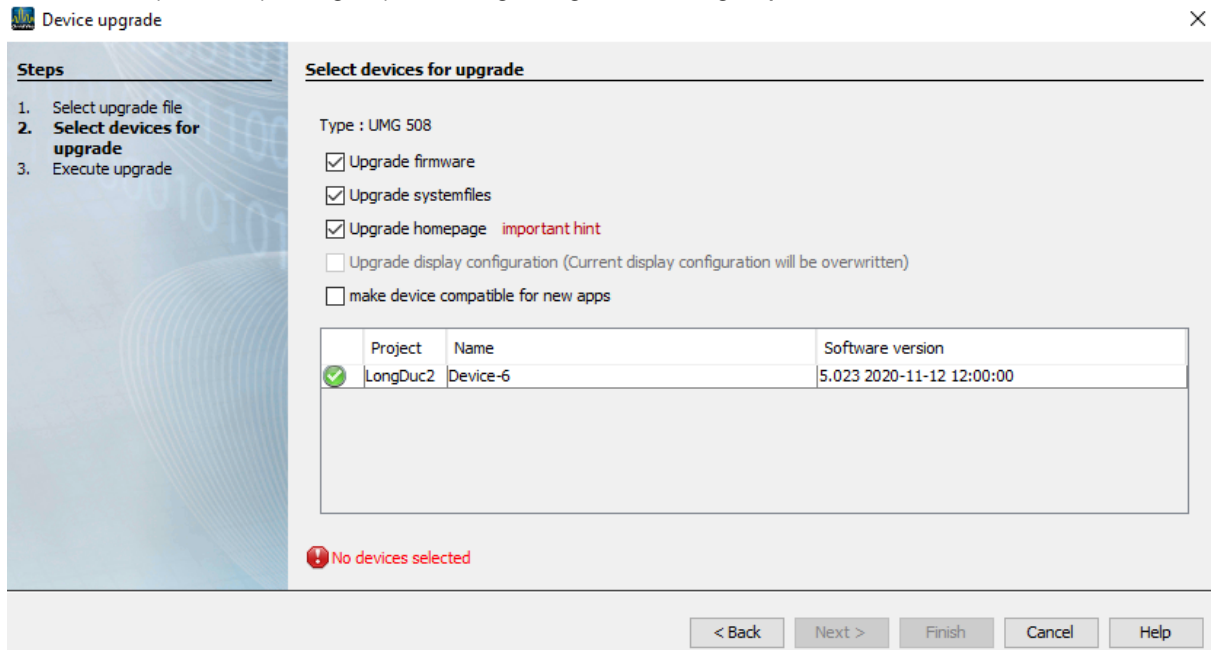 Device upgrade
Steps
1. Select upgrade file
2. Select devices for
upgrade
3. Execute upgrade
Select devices for upgrade
Type : UMG 508
Upgrade firmware
Upgrade systemfiles
Upgrade homepage important hint
Upgrade display configuration (Current display configuration will be overwritten)
make device compatible for new apps
Project Name Software version
LongDuc2 Device-6 5.023 2020-11-12 12:00:00
No devices selected
< Back Next > Finish Cancel Help